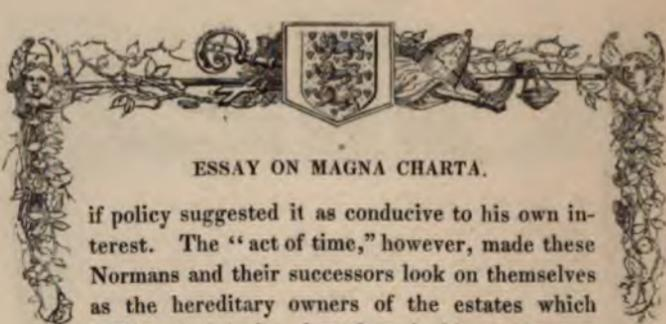 ESSAY ON MAGNA CHARTA.
if policy suggested it as conducive to his own in-
terest. The “act of time,” however, made these
Normans and their successors look on themselves
as the hereditary owners of the estates which